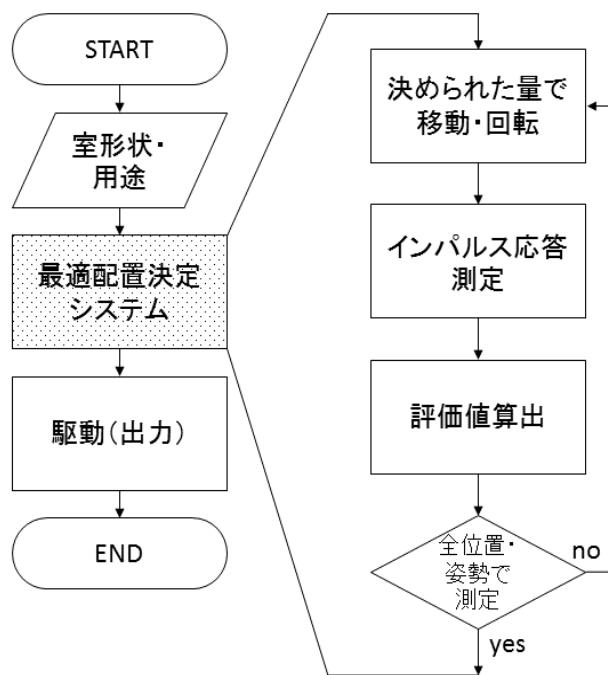 START
室形状・
用途
最適配置決定
システム
駆動（出力）
END
決められた量で
移動・回転
インパルス応答
測定
評価値算出
全位置・
姿勢で
測定
no
yes